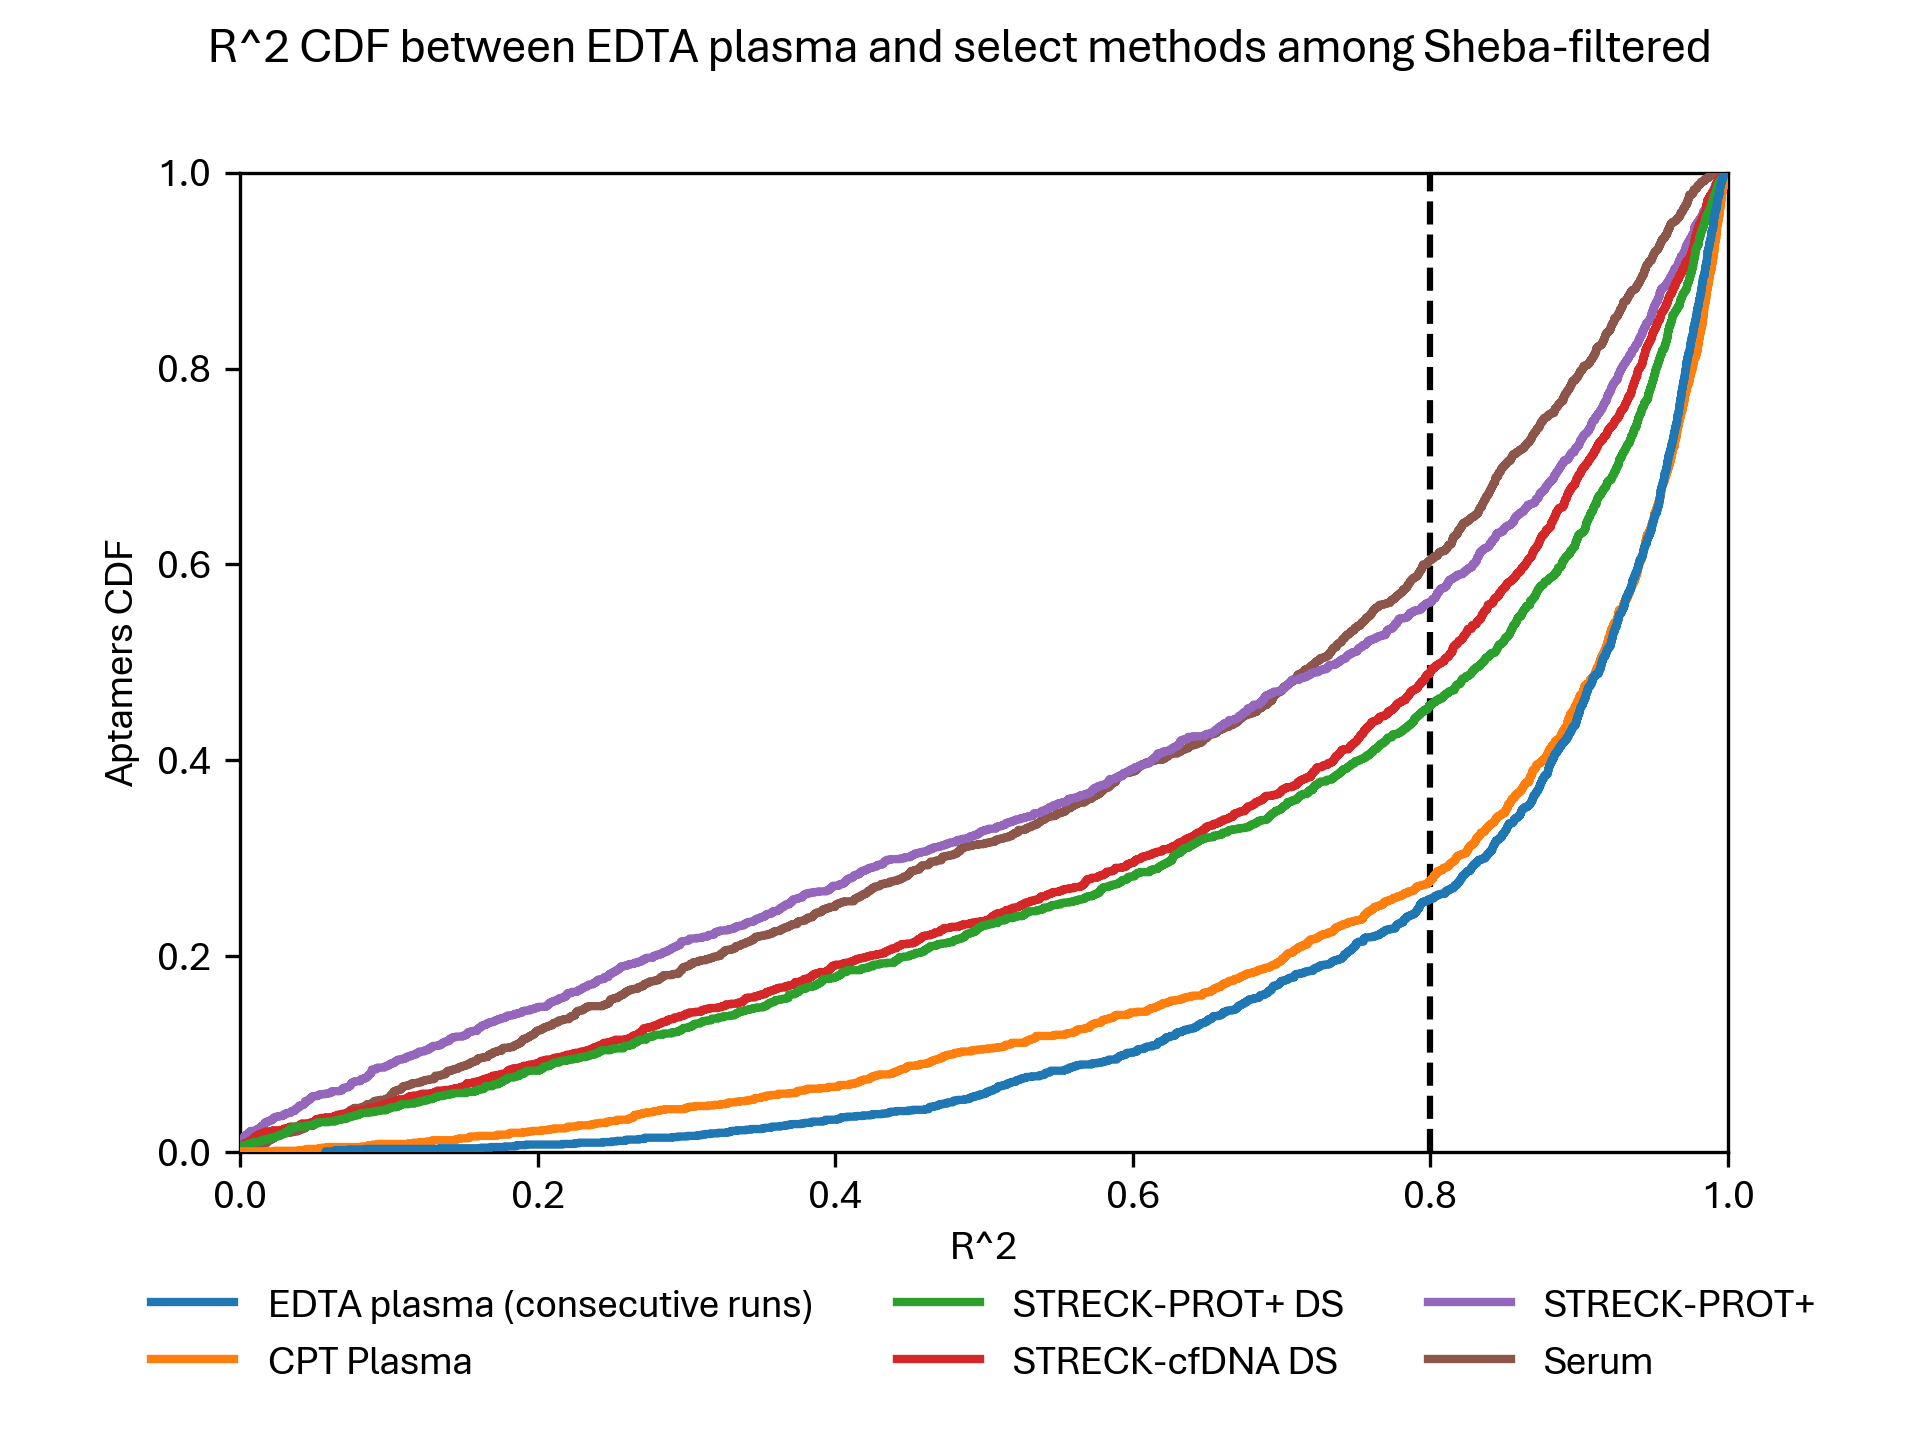 R^2 CDF between EDTA plasma and select methods among Sheba-filtered
1.0
0.8
0.6
0.4
0.2
0.0
Aptamers CDF
0.0 0.2 0.4 0.6 0.8 1.0
R^2
EDTA plasma (consecutive runs) STRECK-PROT+ DS STRECK-PROT+
CPT Plasma STRECK-cfDNA DS Serum